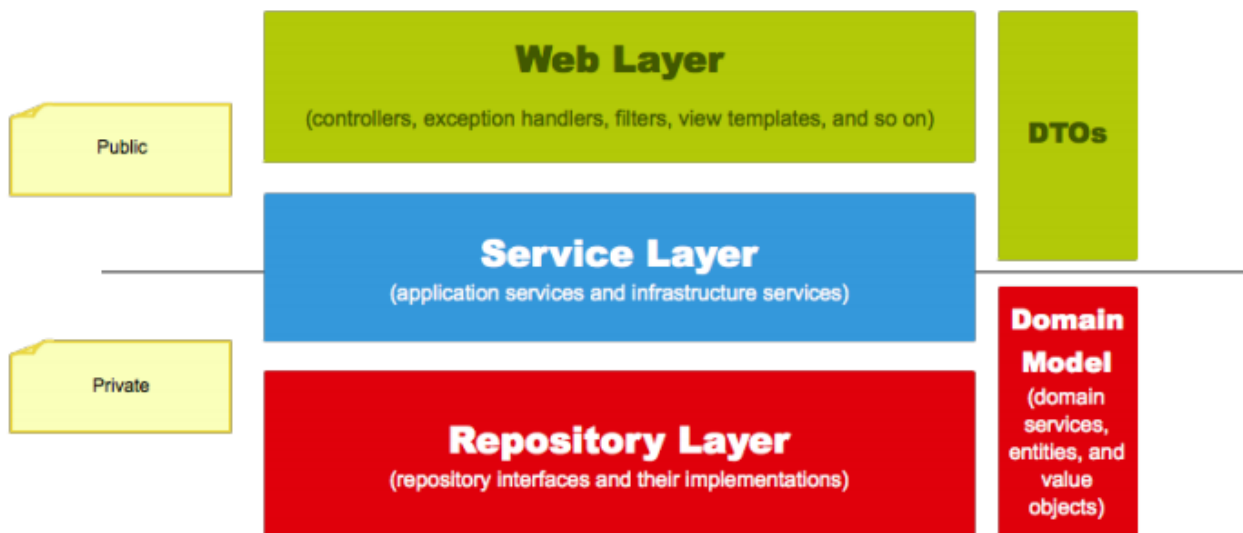 Web Layer
(controllers, exception handlers, filters, view templates, and so on)
DTOs
Public
Service Layer
(application services and infrastructure services)
Domain
Model
(domain
services,
entities, and
value
objects)
Private
Repository Layer
(repository interfaces and their implementations)